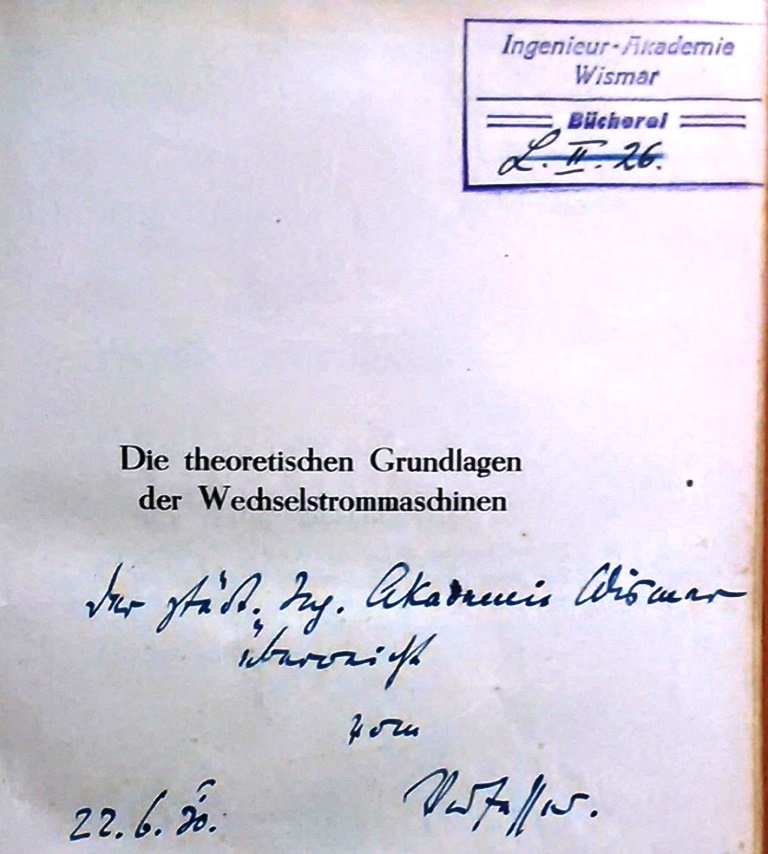 Ingenieur-Akademie
Wismar
Bücherei
L. II. 26.
Die theoretischen Grundlagen
der Wechselstrommaschinen
Der städt. Ing. Akademie Wismar
überreicht
vom
Verfasser.
22.6.30.